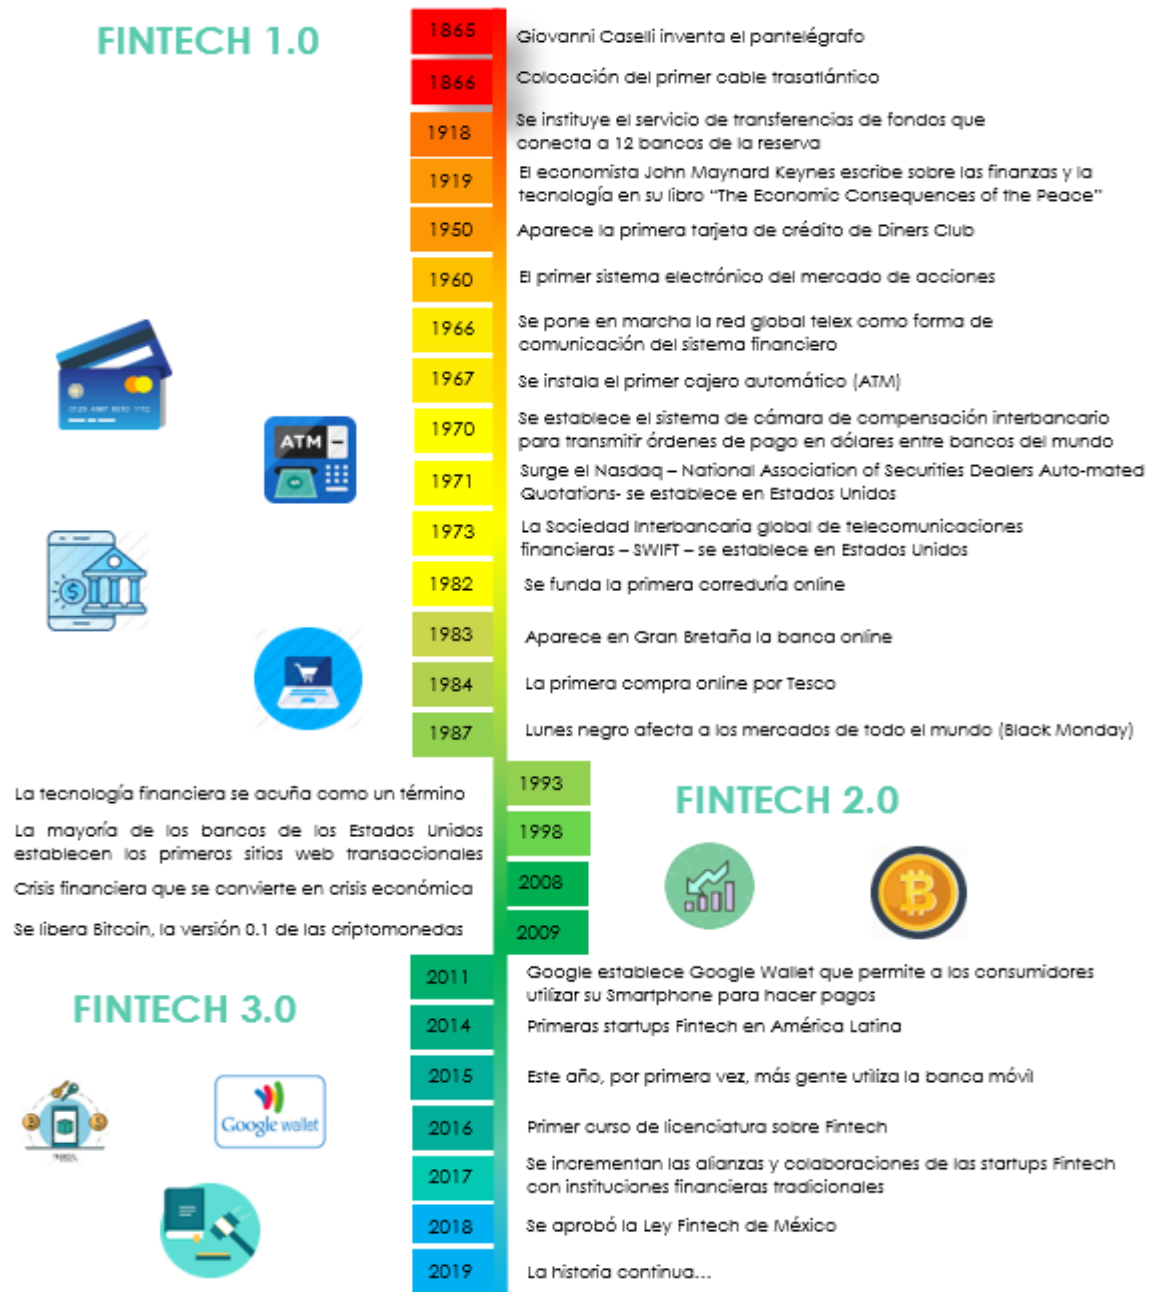 FINTECH 1.0
1865
Giovanni Caselli inventa el pantelégrafo
1866
Colocación del primer cable trasatlántico
1918
Se instituye el servicio de transferencias de fondos que
conecta a 12 bancos de la reserva
1919
El economista John Maynard Keynes escribe sobre las finanzas y la
tecnología en su libro “The Economic Consequences of the Peace”
1950
Aparece la primera tarjeta de crédito de Diners Club
1960
El primer sistema electrónico del mercado de acciones
1966
Se pone en marcha la red global telex como forma de
comunicación del sistema financiero
1967
Se instala el primer cajero automático (ATM)
ATM
1970
Se establece el sistema de cámara de compensación interbancario
para transmitir órdenes de pago en dólares entre bancos del mundo
1971
Surge el Nasdaq – National Association of Securities Dealers Auto-mated
Quotations- se establece en Estados Unidos
1973
La Sociedad Interbancaria global de telecomunicaciones
financieras – SWIFT – se establece en Estados Unidos
1982
Se funda la primera correduría online
1983
Aparece en Gran Bretaña la banca online
1984
La primera compra online por Tesco
1987
Lunes negro afecta a los mercados de todo el mundo (Black Monday)
FINTECH 2.0
1993
La tecnología financiera se acuña como un término
1998
La mayoría de los bancos de los Estados Unidos
establecen los primeros sitios web transaccionales
2008
Crisis financiera que se convierte en crisis económica
2009
Se libera Bitcoin, la versión 0.1 de las criptomonedas
FINTECH 3.0
2011
Google establece Google Wallet que permite a los consumidores
utilizar su Smartphone para hacer pagos
2014
Primeras startups Fintech en América Latina
2015
Este año, por primera vez, más gente utiliza la banca móvil
Google wallet
2016
Primer curso de licenciatura sobre Fintech
2017
Se incrementan las alianzas y colaboraciones de las startups Fintech
con instituciones financieras tradicionales
2018
Se aprobó la Ley Fintech de México
2019
La historia continua...